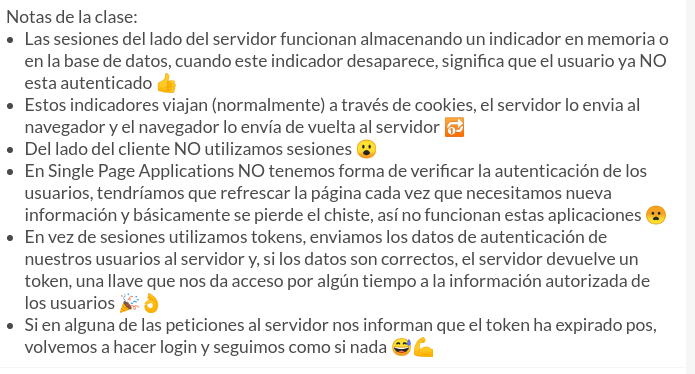 Notas de la clase:
• Las sesiones del lado del servidor funcionan almacenando un indicador en memoria o
en la base de datos, cuando este indicador desaparece, significa que el usuario ya NO
esta autenticado 👍
• Estos indicadores viajan (normalmente) a través de cookies, el servidor lo envia al
navegador y el navegador lo envía de vuelta al servidor 🔂
• Del lado del cliente NO utilizamos sesiones 😮
• En Single Page Applications NO tenemos forma de verificar la autenticación de los
usuarios, tendríamos que refrescar la página cada vez que necesitamos nueva
información y básicamente se pierde el chiste, así no funcionan estas aplicaciones 😦
• En vez de sesiones utilizamos tokens, enviamos los datos de autenticación de
nuestros usuarios al servidor y, si los datos son correctos, el servidor devuelve un
token, una llave que nos da acceso por algún tiempo a la información autorizada de
los usuarios 🎉👌
• Si en alguna de las peticiones al servidor nos informan que el token ha expirado pos,
volvemos a hacer login y seguimos como si nada 😅💪